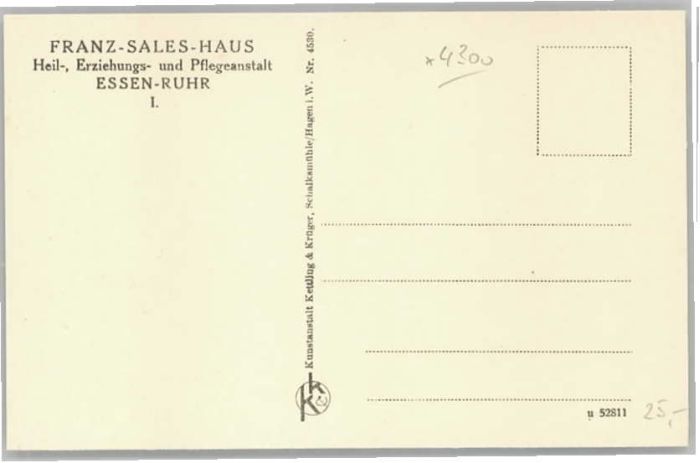 FRANZ-SALES-HAUS
Heil-, Erziehungs- und Pflegeanstalt
ESSEN-RUHR
I.
Kunstanstalt Kettling & Krüger, Schalksmühle/Hagen i.W. Nr. 4530.
*4300
u 52811
25,-